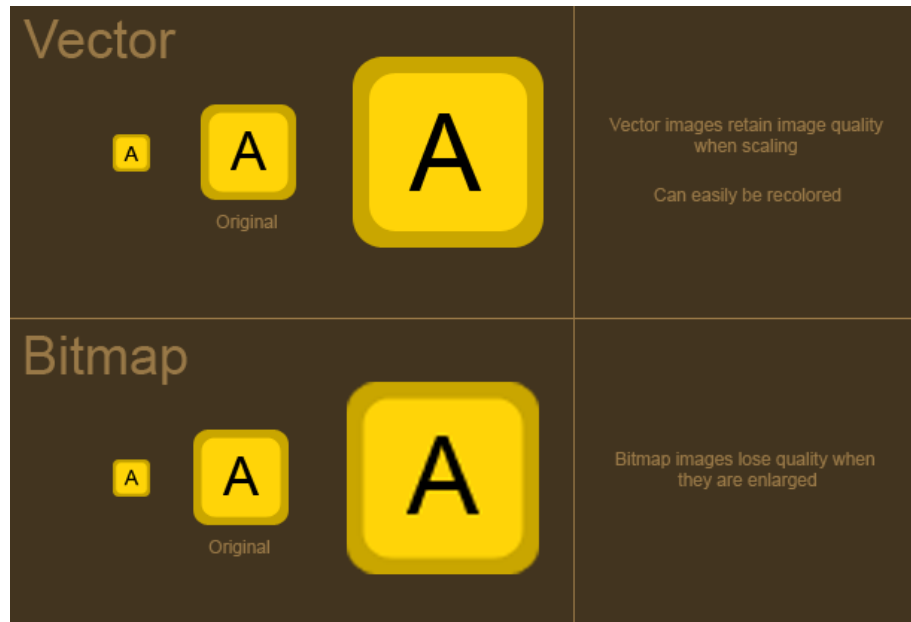 Vector
A
A
A
Original
Vector images retain image quality
when scaling
Can easily be recolored
Bitmap
A
A
A
Original
Bitmap images lose quality when
they are enlarged